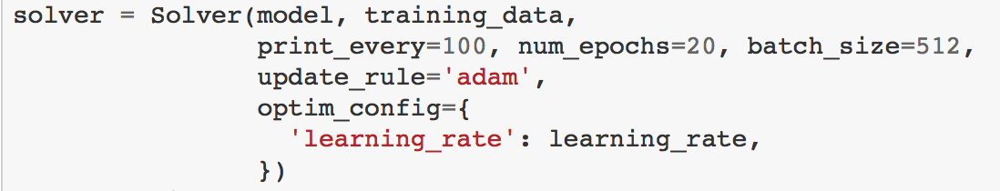 solver = Solver(model, training_data,
print_every=100, num_epochs=20, batch_size=512,
update_rule='adam',
optim_config={
'learning_rate': learning_rate,
})